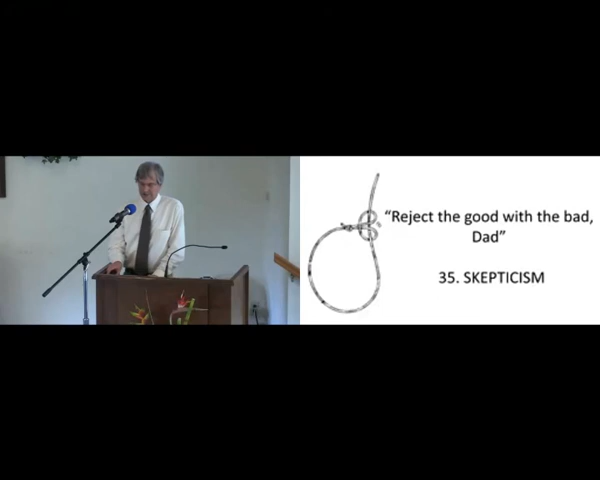 “Reject the good with the bad,
Dad”
35. SKEPTICISM